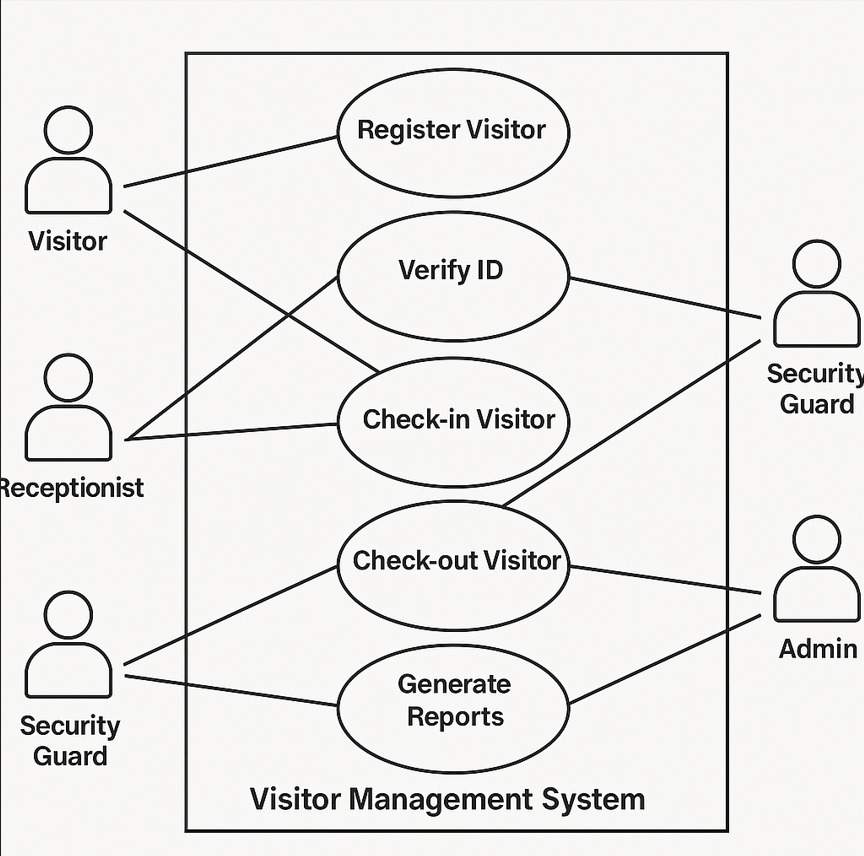 Register Visitor
Visitor
Verify ID
Security
Guard
Check-in Visitor
Receptionist
Check-out Visitor
Admin
Generate
Reports
Security
Guard
Visitor Management System